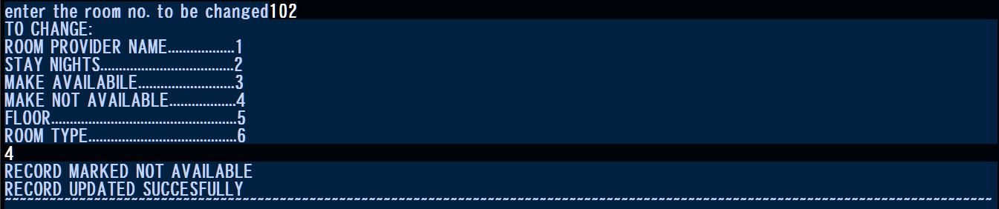 enter the room no. to be changed102
TO CHANGE:
ROOM PROVIDER NAME..................1
STAY NIGHTS....................................2
MAKE AVAILABILE..........................3
MAKE NOT AVAILABLE..................4
FLOOR..................................................5
ROOM TYPE........................................6
4
RECORD MARKED NOT AVAILABLE
RECORD UPDATED SUCCESFULLY
~~~~~~~~~~~~~~~~~~~~~~~~~~~~~~~~~~~~~~~~~~~~~~~~~~~~~~~~~~~~~~~~~~~~~~~~~~~~~~~~~~~~~~~~~~~~~~~~~~~~~~~~~~~~~~~~~~~~~~~~~~~~~~~~~~~~~